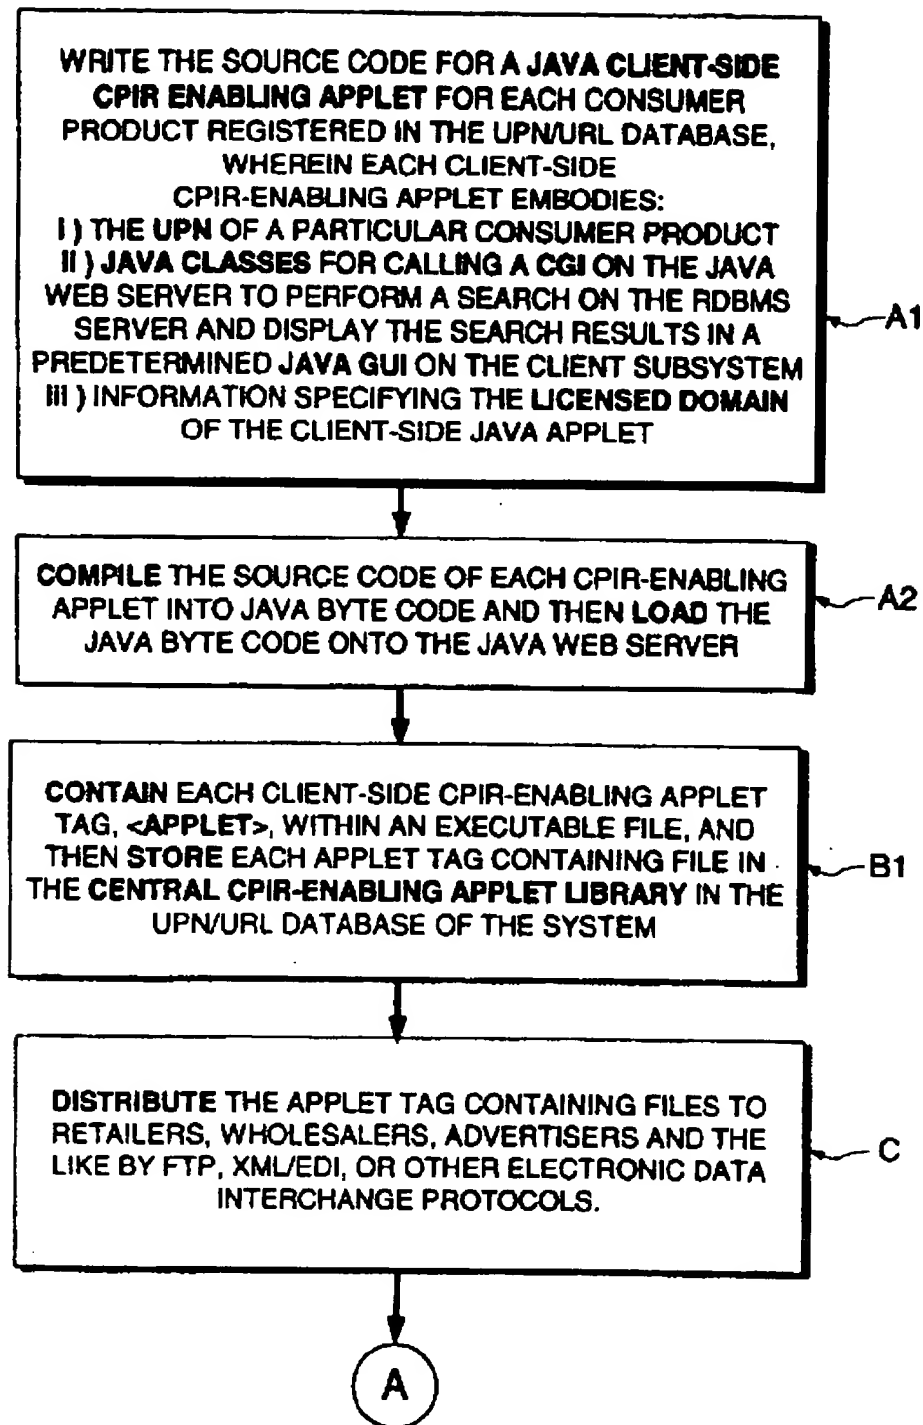 WRITE THE SOURCE CODE FOR A JAVA CLIENT-SIDE
CPIR ENABLING APPLET FOR EACH CONSUMER
PRODUCT REGISTERED IN THE UPN/URL DATABASE,
WHEREIN EACH CLIENT-SIDE
CPIR-ENABLING APPLET EMBODIES:
I ) THE UPN OF A PARTICULAR CONSUMER PRODUCT
II ) JAVA CLASSES FOR CALLING A CGI ON THE JAVA
WEB SERVER TO PERFORM A SEARCH ON THE RDBMS
SERVER AND DISPLAY THE SEARCH RESULTS IN A
PREDETERMINED JAVA GUI ON THE CLIENT SUBSYSTEM
III ) INFORMATION SPECIFYING THE LICENSED DOMAIN
OF THE CLIENT-SIDE JAVA APPLET
A1
COMPILE THE SOURCE CODE OF EACH CPIR-ENABLING
APPLET INTO JAVA BYTE CODE AND THEN LOAD THE
JAVA BYTE CODE ONTO THE JAVA WEB SERVER
A2
CONTAIN EACH CLIENT-SIDE CPIR-ENABLING APPLET
TAG, <APPLET>, WITHIN AN EXECUTABLE FILE, AND
THEN STORE EACH APPLET TAG CONTAINING FILE IN
THE CENTRAL CPIR-ENABLING APPLET LIBRARY IN THE
UPN/URL DATABASE OF THE SYSTEM
B1
DISTRIBUTE THE APPLET TAG CONTAINING FILES TO
RETAILERS, WHOLESALERS, ADVERTISERS AND THE
LIKE BY FTP, XML/EDI, OR OTHER ELECTRONIC DATA
INTERCHANGE PROTOCOLS.
C
A